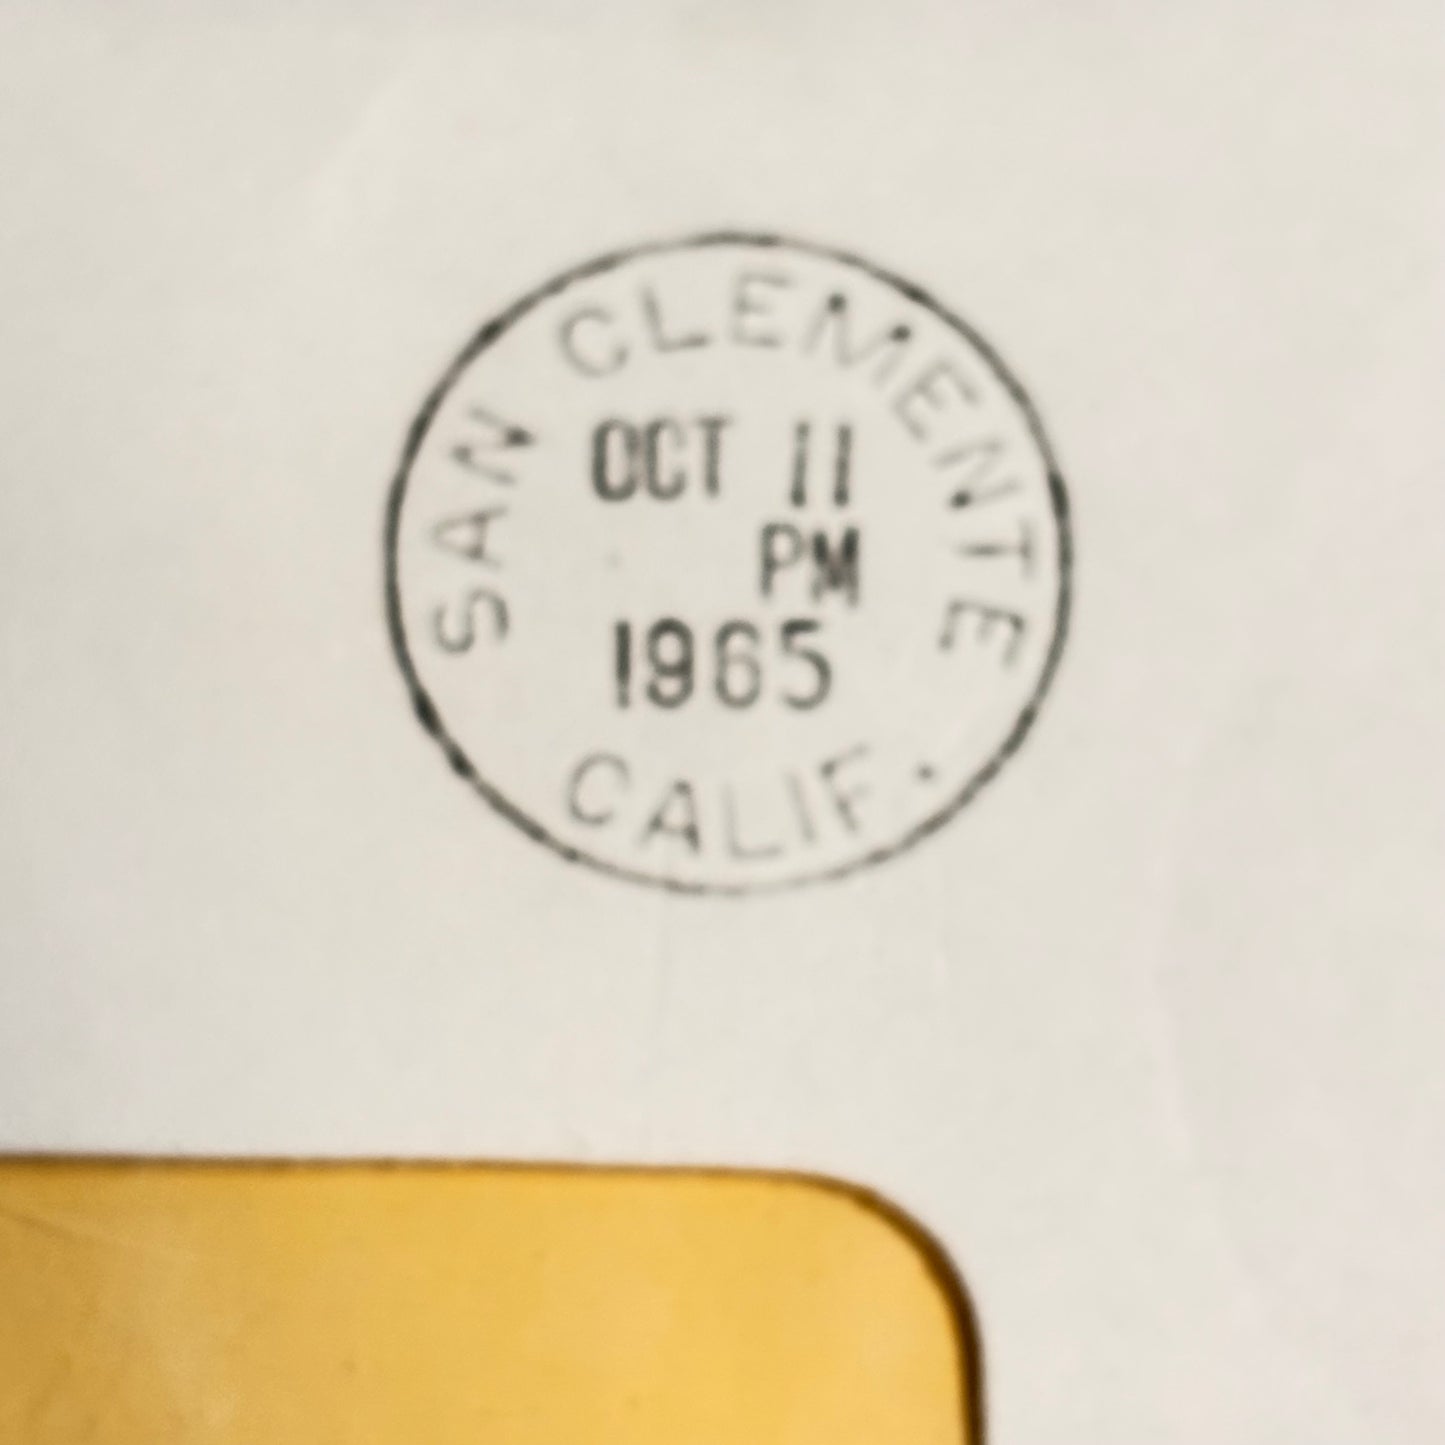 SAN CLEMENTE
OCT 11
PM
1965
CALIF.